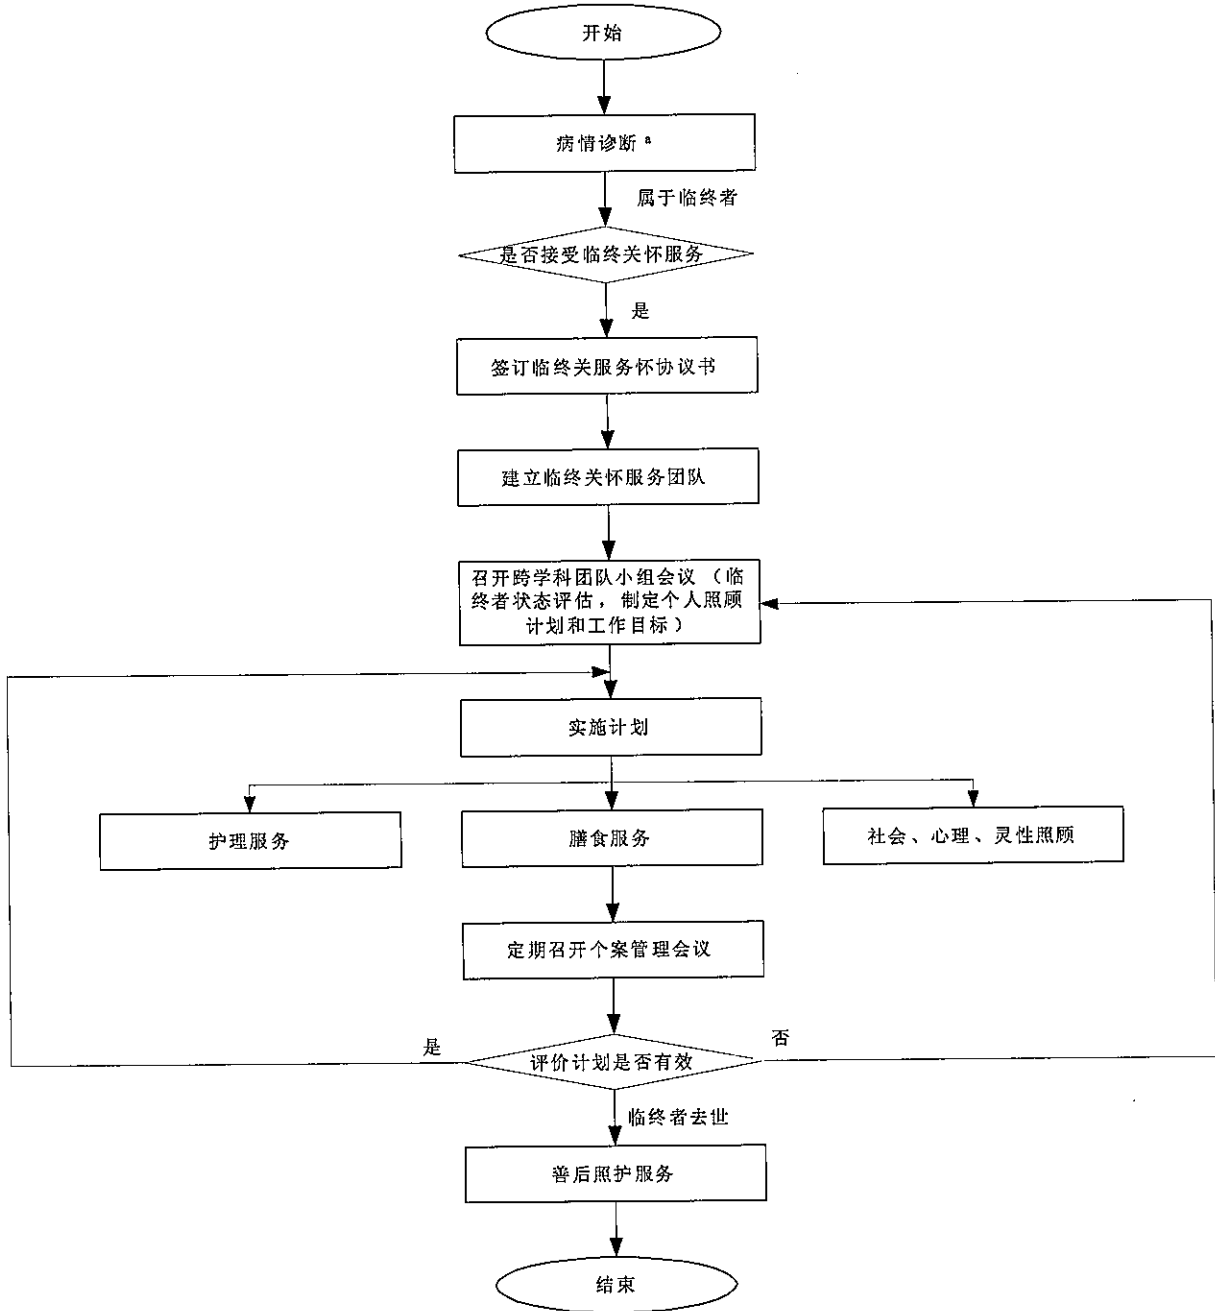 开始
病情诊断 a
属于临终者
是否接受临终关怀服务
是
签订临终关服务怀协议书
建立临终关怀服务团队
召开跨学科团队小组会议（临
终者状态评估，制定个人照顾
计划和工作目标）
实施计划
护理服务
膳食服务
社会、心理、灵性照顾
定期召开个案管理会议
是
评价计划是否有效
否
临终者去世
善后照护服务
结束